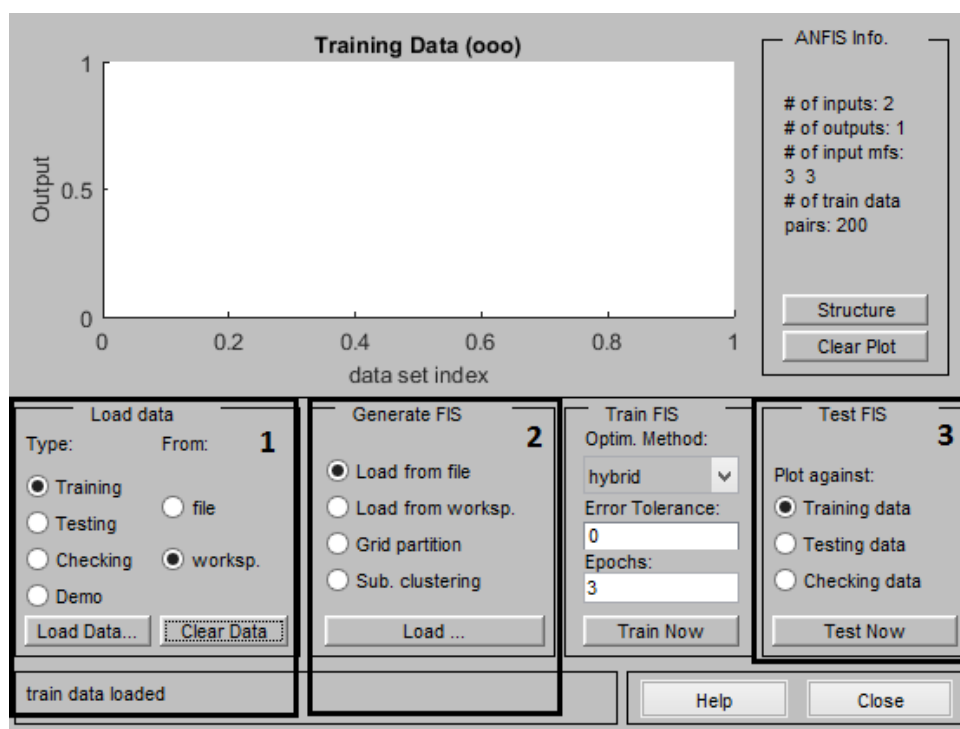 Training Data (ooo)
1
0.5
0
Output
0
0.2
0.4
0.6
0.8
1
data set index
ANFIS Info.
# of inputs: 2
# of outputs: 1
# of input mfs:
3 3
# of train data
pairs: 200
Structure
Clear Plot
Load data
1
Type:
From:
Training
Testing
Checking
Demo
file
worksp.
Load Data...
Clear Data
Generate FIS
2
Load from file
Load from worksp.
Grid partition
Sub. clustering
Load ...
Train FIS
Optim. Method:
hybrid
Error Tolerance:
0
Epochs:
3
Train Now
Test FIS
3
Plot against:
Training data
Testing data
Checking data
Test Now
train data loaded
Help
Close